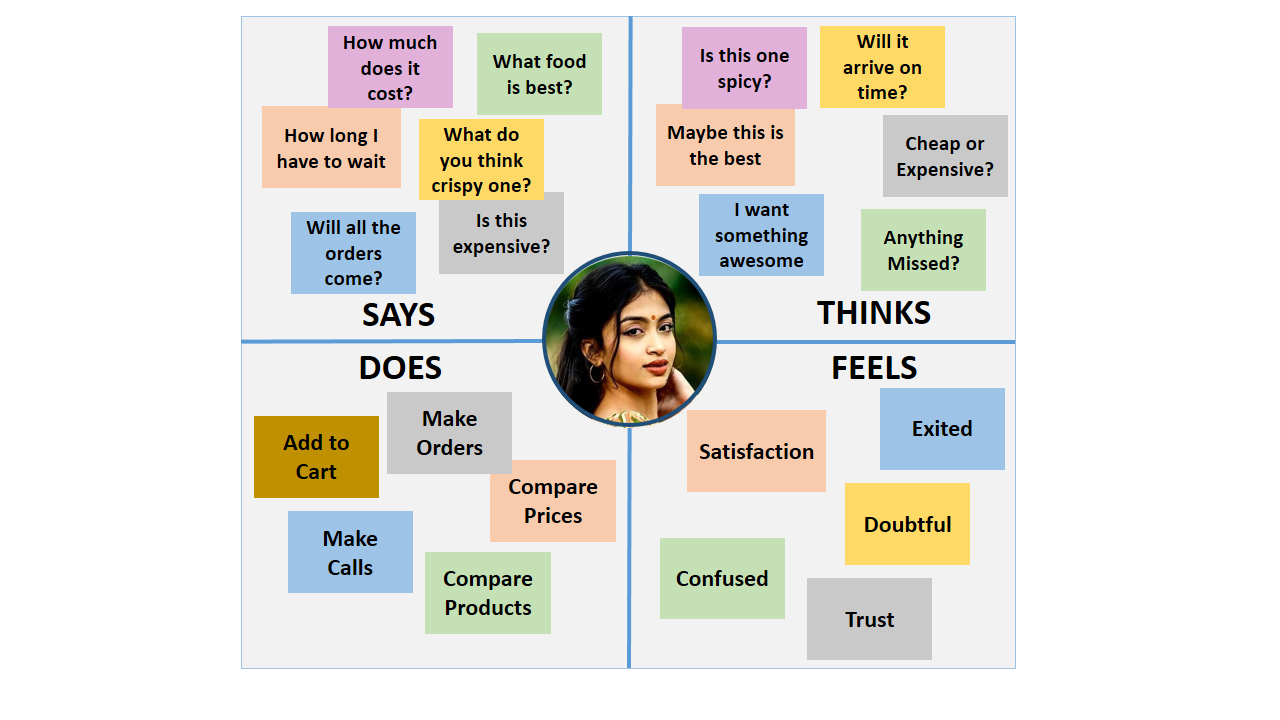 How much
does it
cost?
What food
is best?
How long I
have to wait
What do
you think
crispy one?
Will all the
orders
come?
Is this
expensive?
SAYS
Is this one
spicy?
Will it
arrive on
time?
Maybe this is
the best
Cheap or
Expensive?
I want
something
awesome
Anything
Missed?
THINKS
DOES
Add to
Cart
Make
Orders
Compare
Prices
Make
Calls
Compare
Products
FEELS
Satisfaction
Exited
Doubtful
Confused
Trust